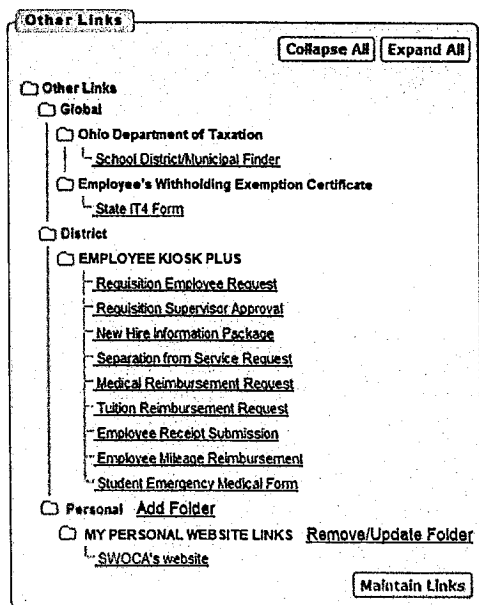 Other Links
Collapse All Expand All
Other Links
Global
Ohio Department of Taxation
School District/Municipal Finder
Employee's Withholding Exemption Certificate
State IT4 Form
District
EMPLOYEE KIOSK PLUS
Requisition Employee Request
Requisition Supervisor Approval
New Hire Information Package
Separation from Service Request
Medical Reimbursement Request
Tuition Reimbursement Request
Employee Receipt Submission
Employee Mileage Reimbursement
Student Emergency Medical Form
Personal Add Folder
MY PERSONAL WEBSITE LINKS Remove/Update Folder
SWOCA's website
Maintain Links